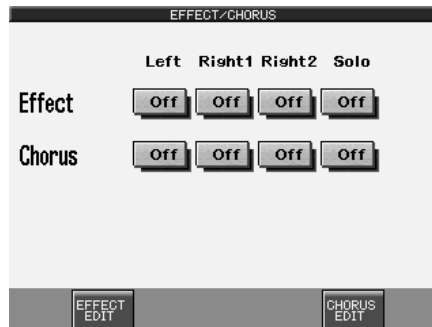 EFFECT/CHORUS
Left Right1 Right2 Solo
Effect Off Off Off Off
Chorus Off Off Off Off
EFFECT CHORUS
EDIT EDIT